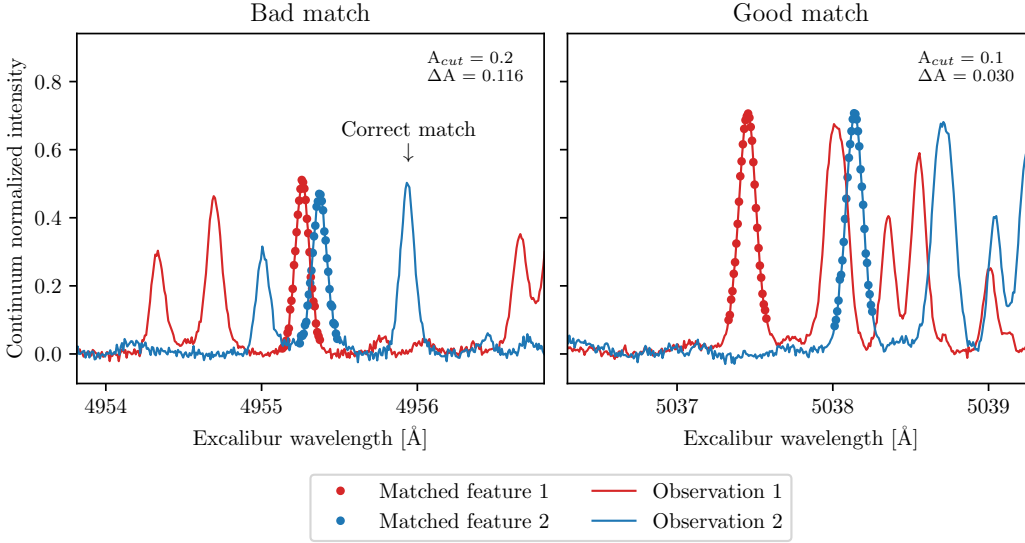 Bad match
Good match
A_cut = 0.2
ΔA = 0.116
Correct match
↓
A_cut = 0.1
ΔA = 0.030
Continuum normalized intensity
0.8
0.6
0.4
0.2
0.0
4954
4955
4956
5037
5038
5039
Excalibur wavelength [Å]
Excalibur wavelength [Å]
Matched feature 1
Observation 1
Matched feature 2
Observation 2